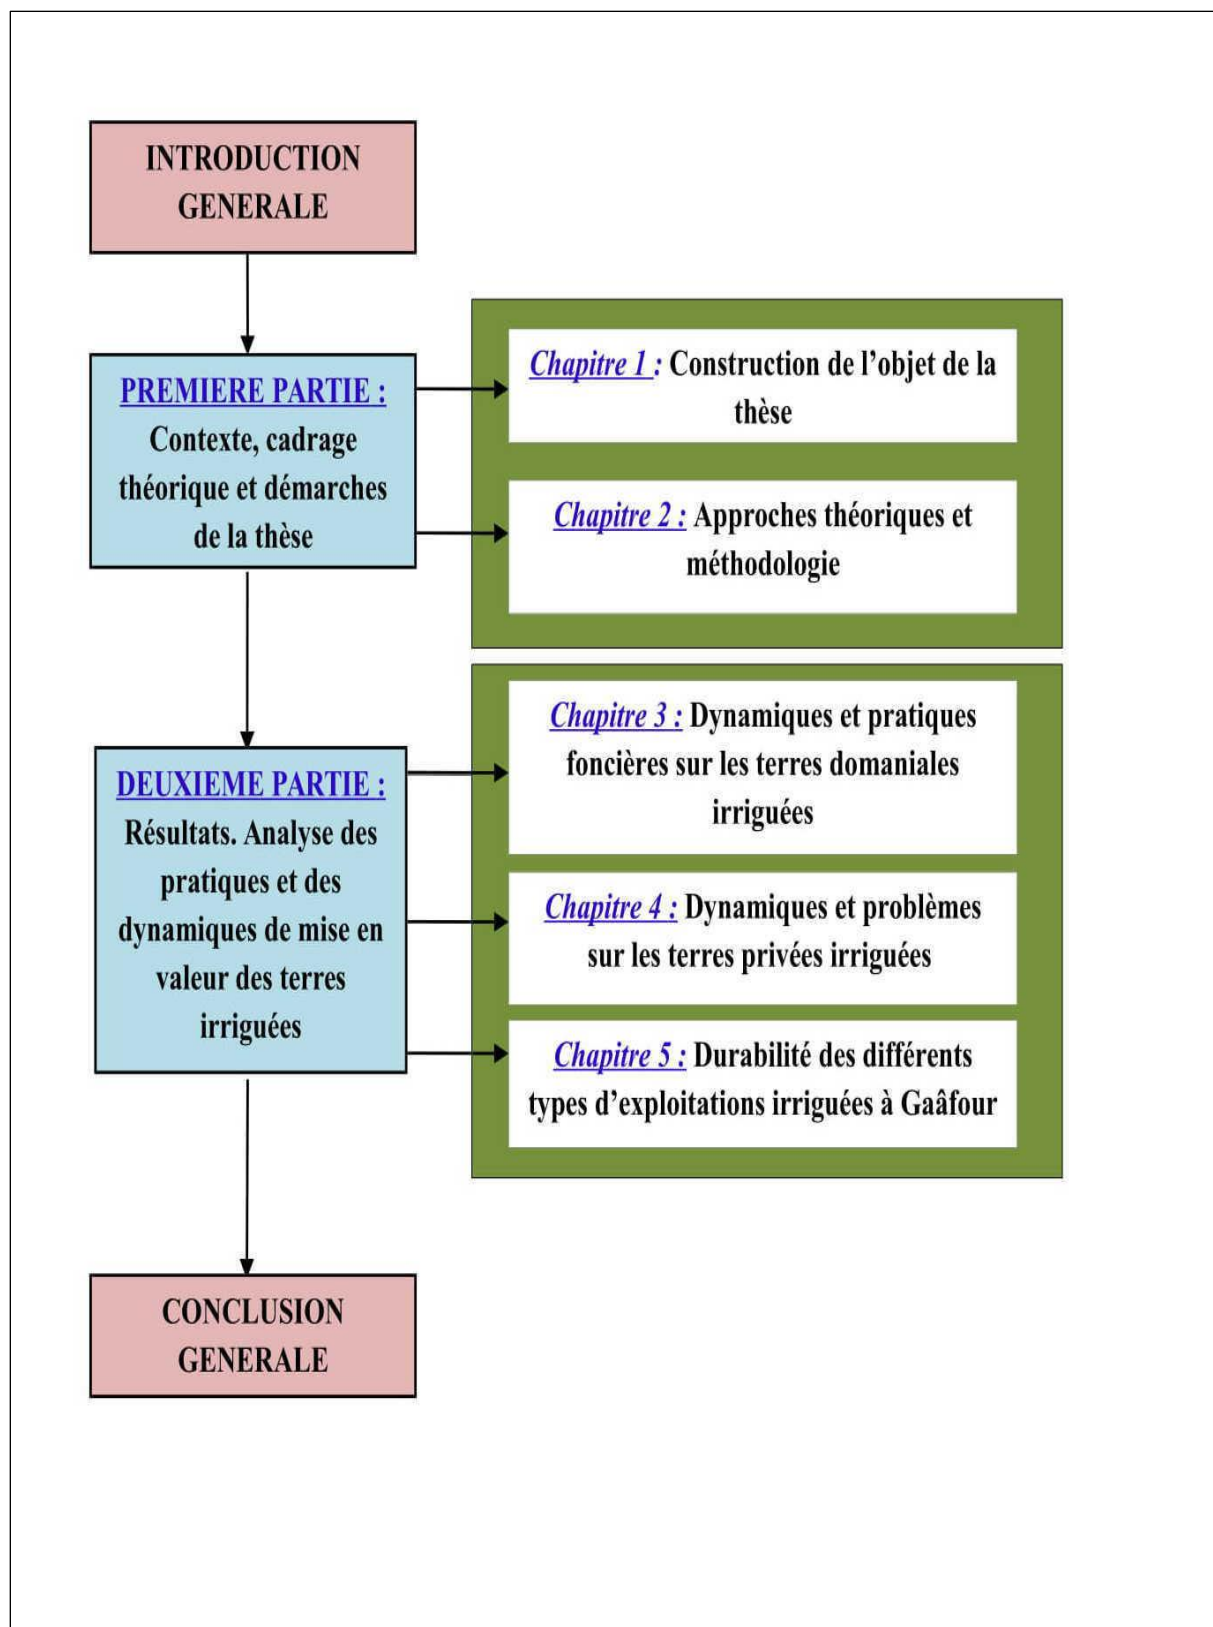 INTRODUCTION
GENERALE
PREMIERE PARTIE :
Contexte, cadrage
théorique et démarches
de la thèse
Chapitre 1 : Construction de l’objet de la
thèse
Chapitre 2 : Approches théoriques et
méthodologie
DEUXIEME PARTIE :
Résultats. Analyse des
pratiques et des
dynamiques de mise en
valeur des terres
irriguées
Chapitre 3 : Dynamiques et pratiques
foncières sur les terres domaniales
irriguées
Chapitre 4 : Dynamiques et problèmes
sur les terres privées irriguées
Chapitre 5 : Durabilité des différents
types d’exploitations irriguées à Gaâfour
CONCLUSION
GENERALE